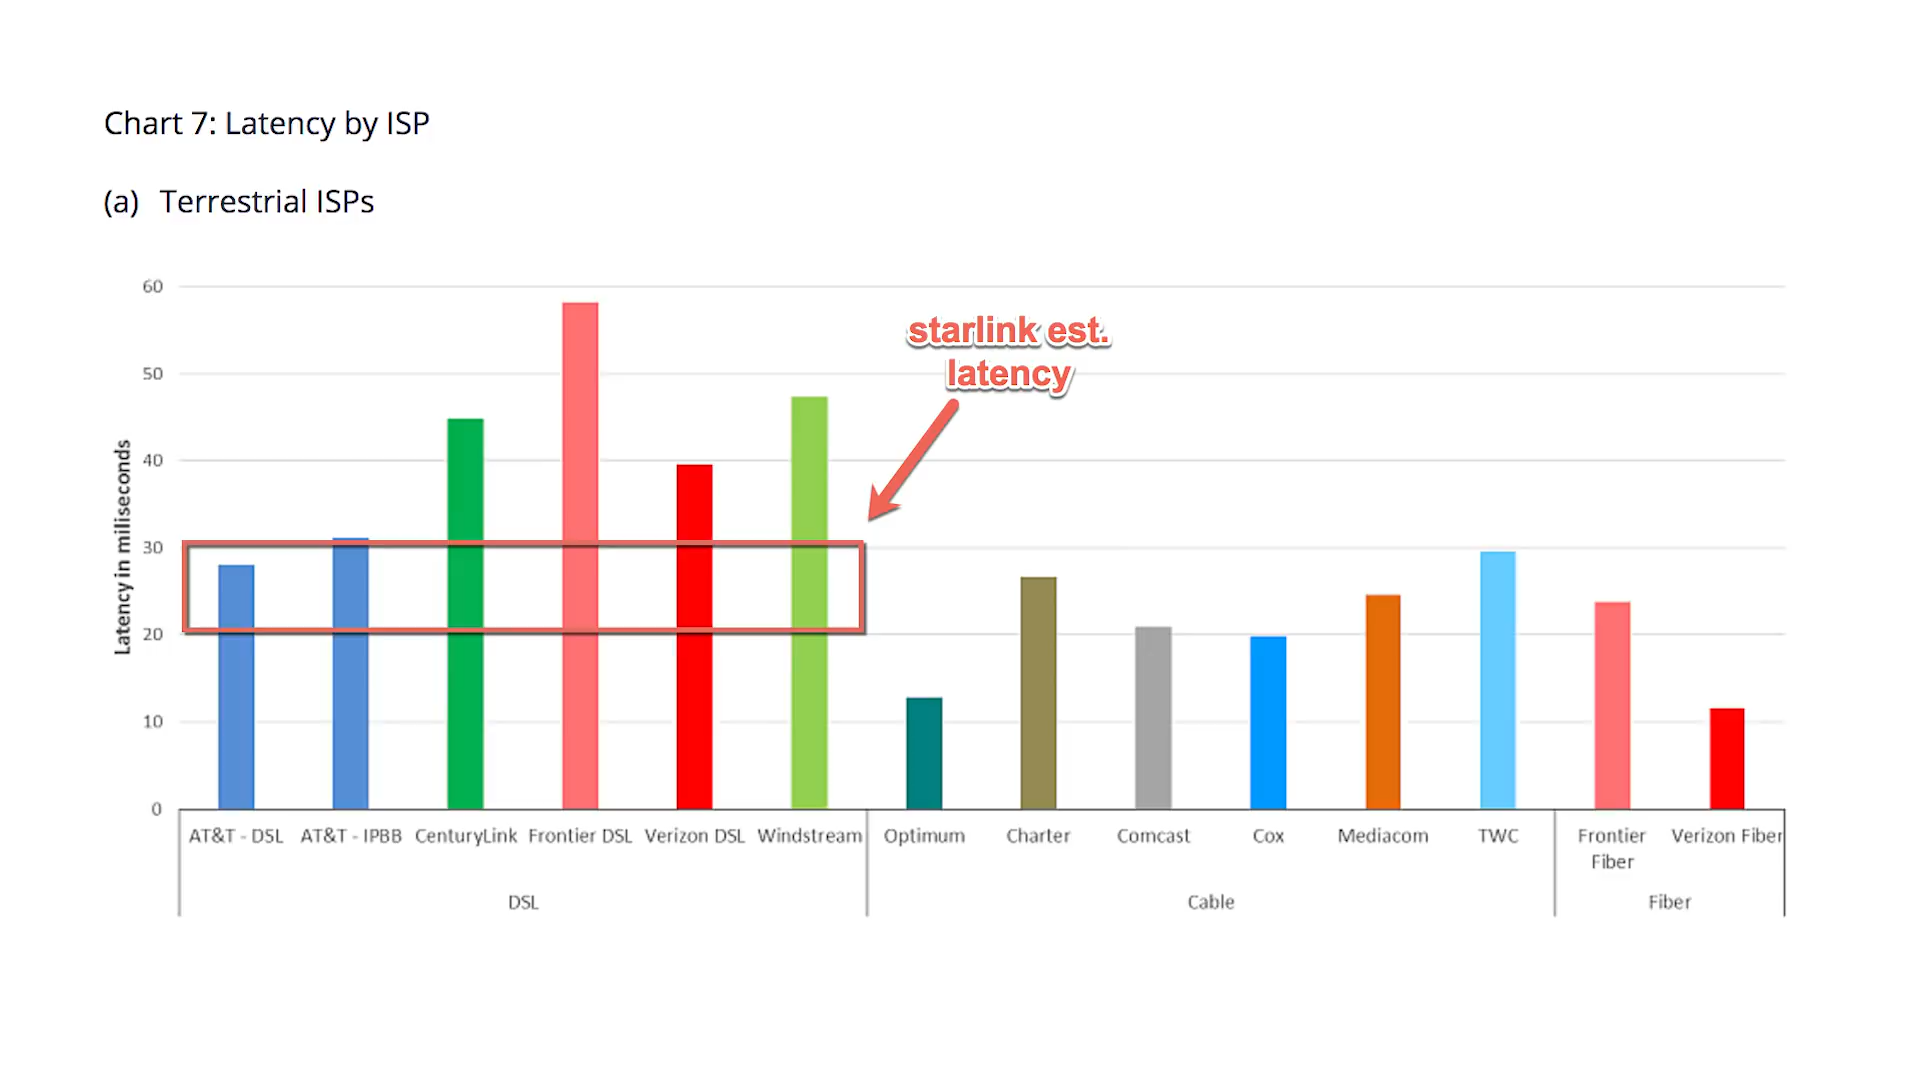 Chart 7: Latency by ISP
(a) Terrestrial ISPs
60
50
40
30
20
10
0
Latency in miliseconds
starlink est.
latency
AT&T - DSL AT&T - IPBB CenturyLink Frontier DSL Verizon DSL Windstream Optimum Charter Comcast Cox Mediacom TWC Frontier Verizon Fiber
Fiber
DSL Cable Fiber